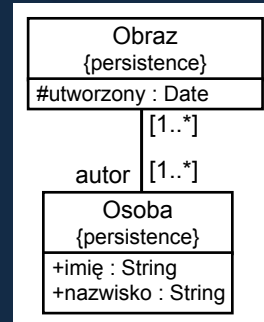 Obraz
{persistence}
#utworzony : Date
[1..*]
autor [1..*]
Osoba
{persistence}
+imię : String
+nazwisko : String